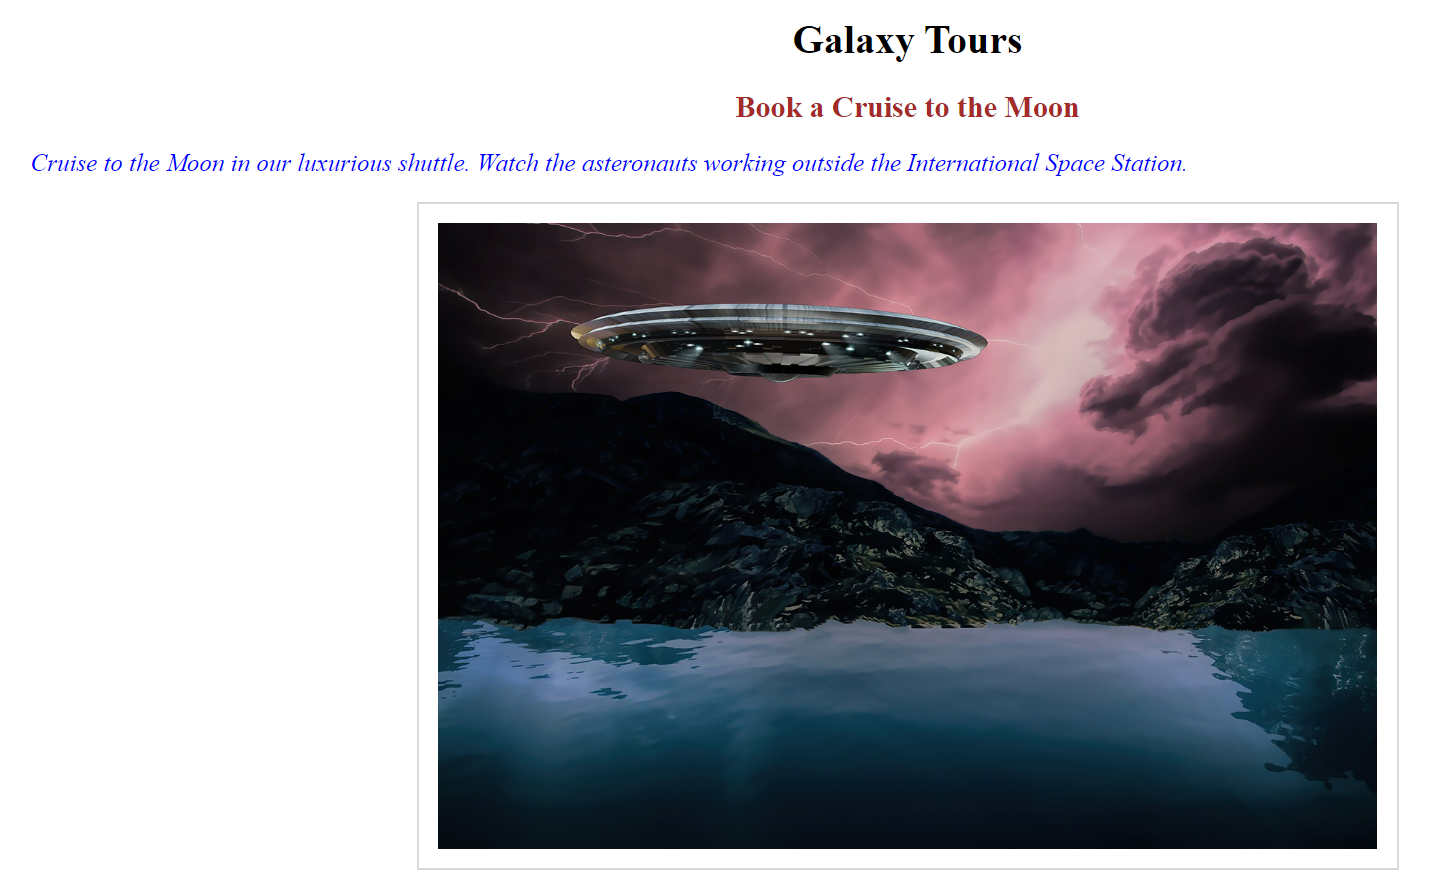 Galaxy Tours
Book a Cruise to the Moon
Cruise to the Moon in our luxurious shuttle. Watch the asteronauts working outside the International Space Station.